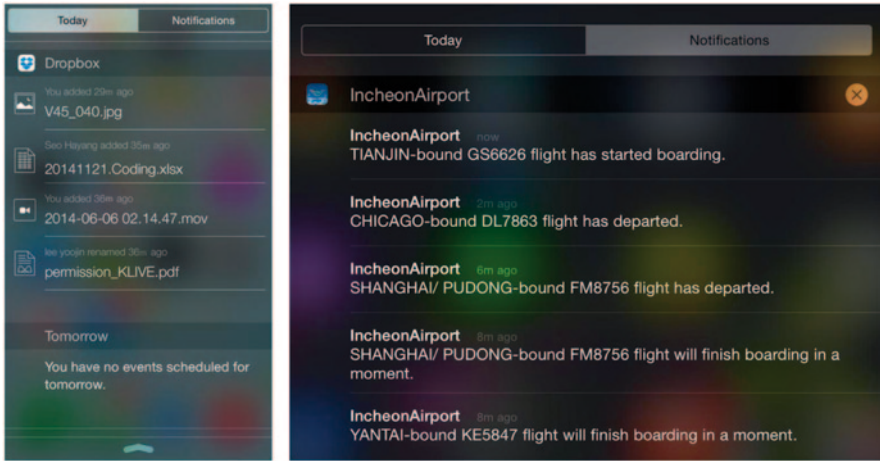 Today
Notifications
Dropbox
You added 29m ago
V45_040.jpg
Seo Hayang added 35m ago
20141121.Coding.xlsx
You added 36m ago
2014-06-06 02.14.47.mov
lee yoojin renamed 36m ago
permission_KLIVE.pdf
Tomorrow
You have no events scheduled for
tomorrow.
Today
Notifications
IncheonAirport
IncheonAirport now
TIANJIN-bound GS6626 flight has started boarding.
IncheonAirport 2m ago
CHICAGO-bound DL7863 flight has departed.
IncheonAirport 6m ago
SHANGHAI/ PUDONG-bound FM8756 flight has departed.
IncheonAirport 8m ago
SHANGHAI/ PUDONG-bound FM8756 flight will finish boarding in a
moment.
IncheonAirport 8m ago
YANTAI-bound KE5847 flight will finish boarding in a moment.